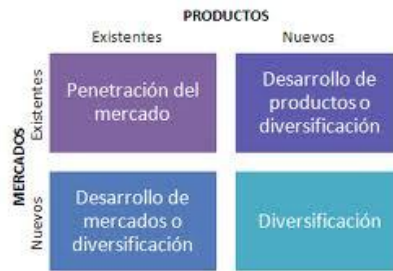 PRODUCTOS
Existentes Nuevos
MERCADOS
Existentes
Penetración del
mercado
Desarrollo de
productos o
diversificación
Nuevos
Desarrollo de
mercados o
diversificación
Diversificación